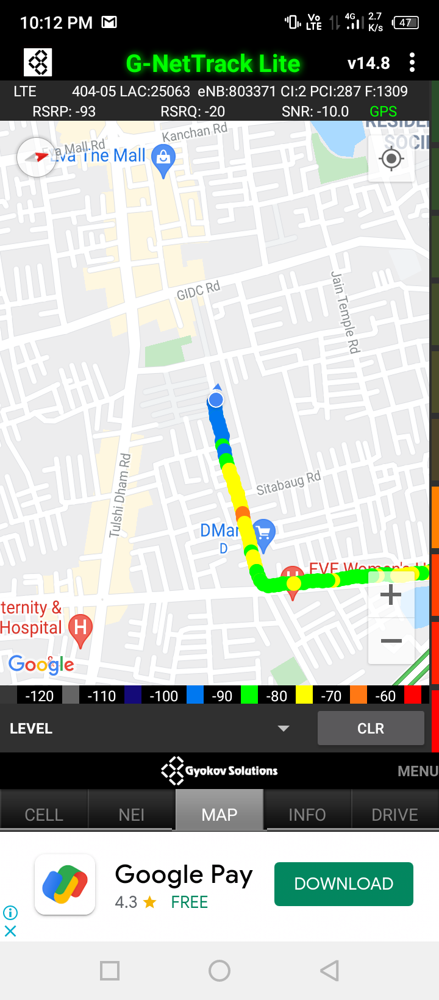 10:12 PM
Vo LTE 4G 2.7 K/s 47
G-NetTrack Lite v14.8
LTE 404-05 LAC:25063 eNB:803371 CI:2 PCI:287 F:1309
RSRP: -93 RSRQ: -20 SNR: -10.0 GPS
Kanchan Rd
Eva Mall Rd
Eva The Mall
GIDC Rd
Jain Temple Rd
Sitabaug Rd
Tulshi Dham Rd
DMar
D
EVE Women's H
ternity &
Hospital
Google
-120 -110 -100 -90 -80 -70 -60
LEVEL CLR
Gyokov Solutions MENU
CELL NEI MAP INFO DRIVE
Google Pay
4.3 FREE
DOWNLOAD